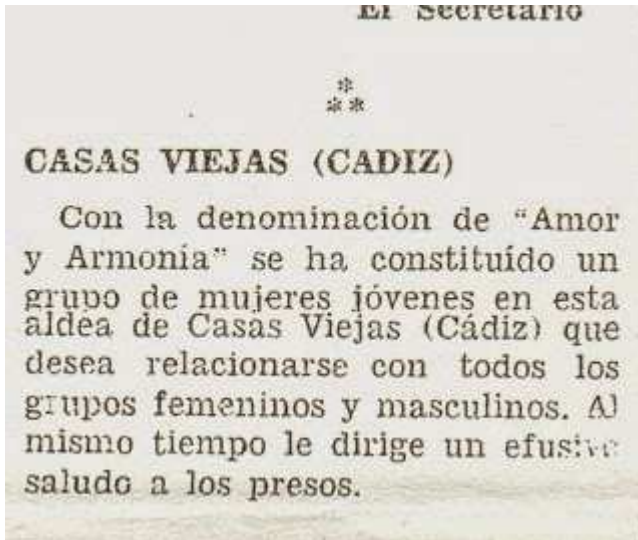 El Secretario
*
* *
CASAS VIEJAS (CADIZ)
Con la denominación de "Amor
y Armonía" se ha constituído un
grupo de mujeres jóvenes en esta
aldea de Casas Viejas (Cádiz) que
desea relacionarse con todos los
grupos femeninos y masculinos. Al
mismo tiempo le dirige un efusivo
saludo a los presos.